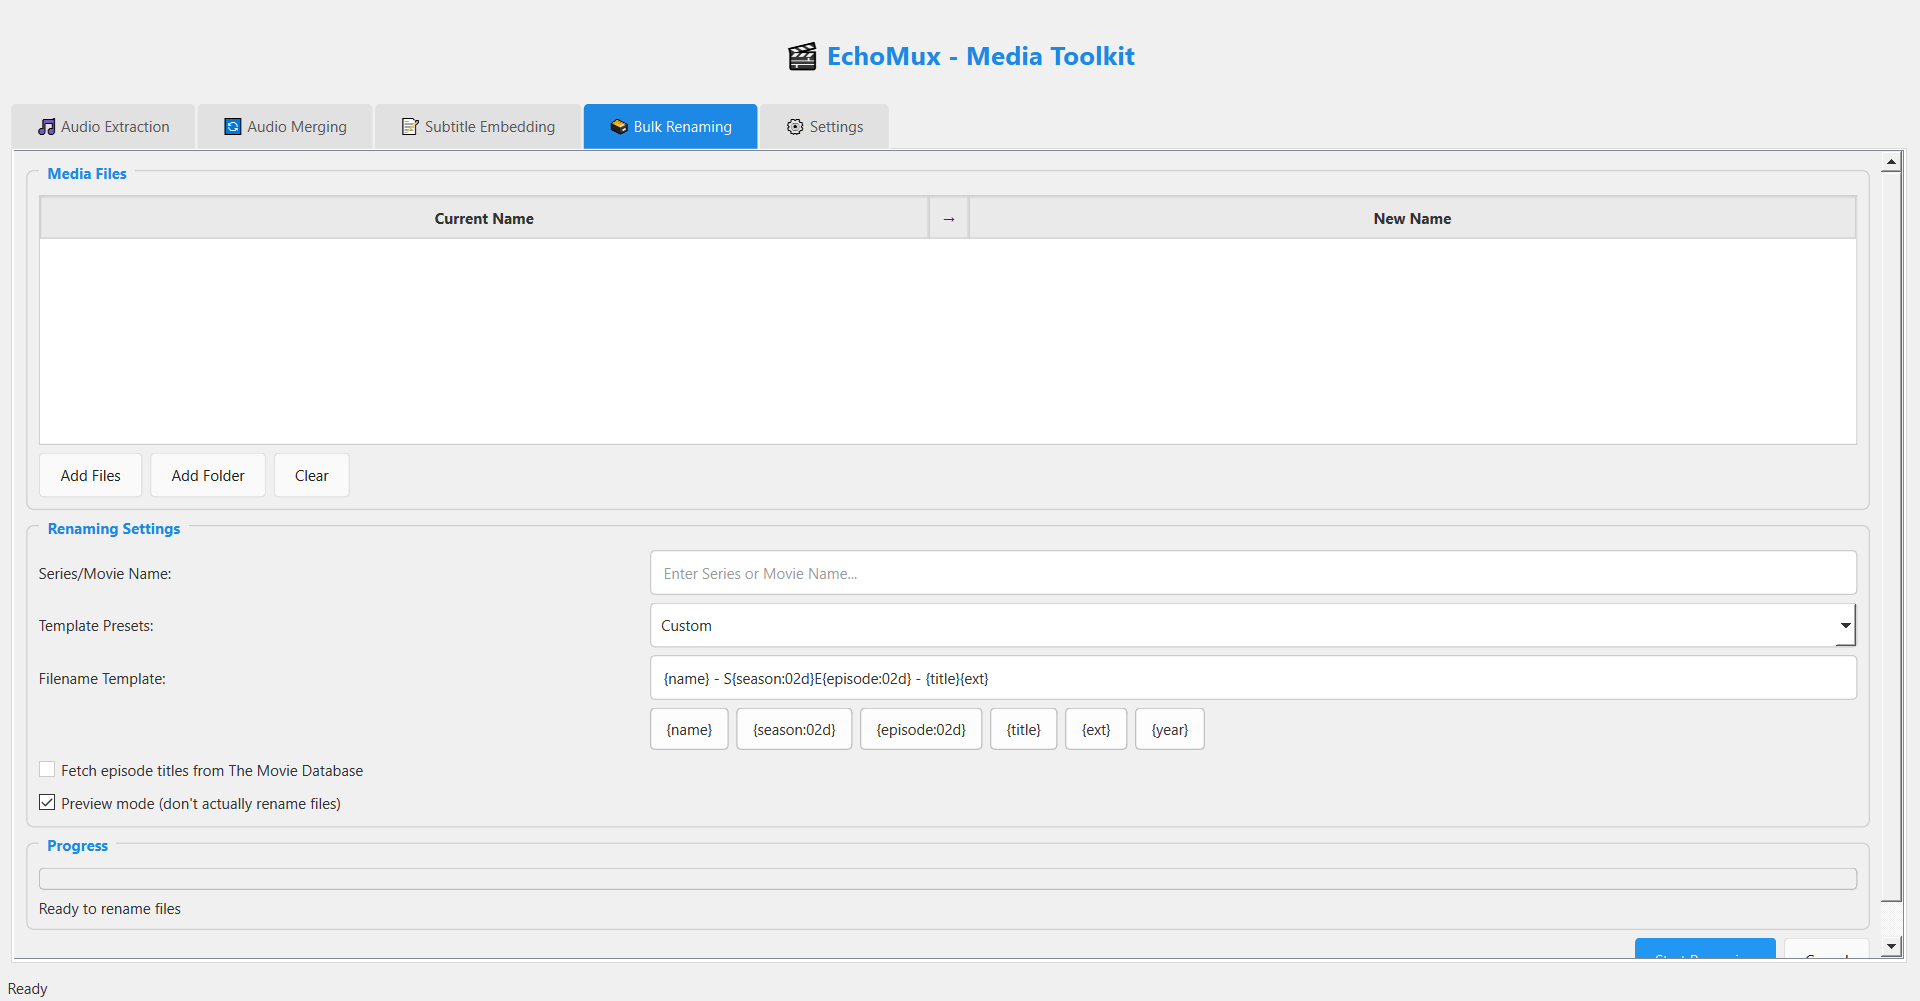 EchoMux - Media Toolkit
Audio Extraction
Audio Merging
Subtitle Embedding
Bulk Renaming
Settings
Media Files
Current Name → New Name
Add Files
Add Folder
Clear
Renaming Settings
Series/Movie Name:
Enter Series or Movie Name...
Template Presets:
Custom
Filename Template:
{name} - S{season:02d}E{episode:02d} - {title}{ext}
{name}
{season:02d}
{episode:02d}
{title}
{ext}
{year}
Fetch episode titles from The Movie Database
Preview mode (don't actually rename files)
Progress
Ready to rename files
Ready